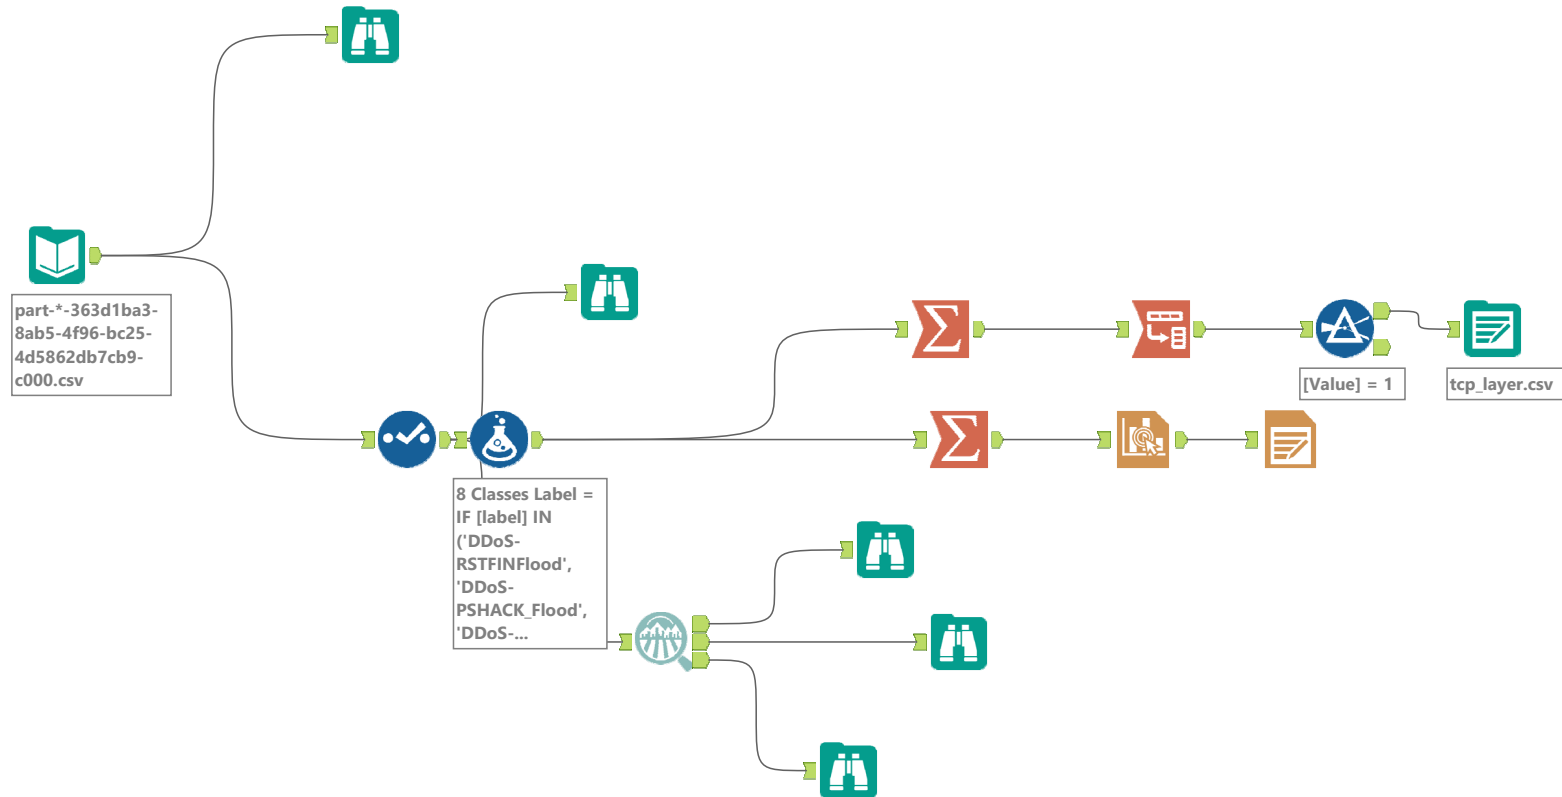 part-*-363d1ba3-
8ab5-4f96-bc25-
4d5862db7cb9-
c000.csv
[Value] = 1
tcp_layer.csv
8 Classes Label =
IF [label] IN
('DDoS-
RSTFINFlood',
'DDoS-
PSHACK_Flood',
'DDoS-...